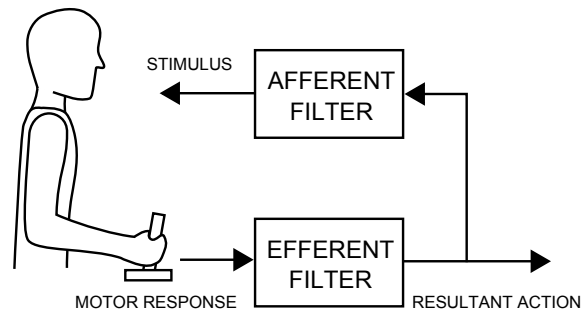 STIMULUS
AFFERENT
FILTER
EFFERENT
FILTER
MOTOR RESPONSE
RESULTANT ACTION